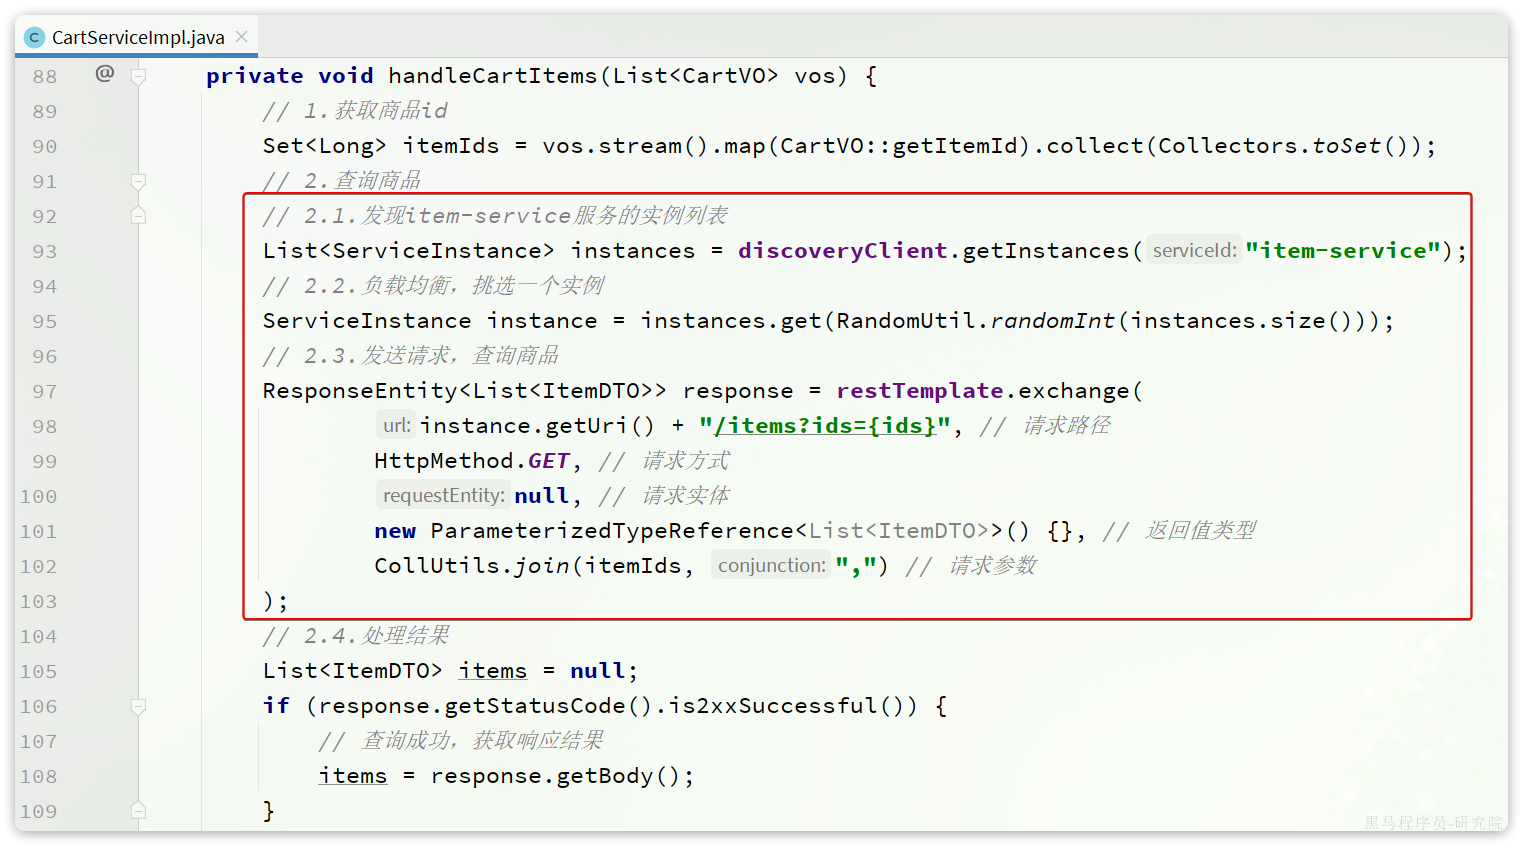 C CartServiceImpl.java ×
88 @ private void handleCartItems(List<CartVO> vos) {
89 // 1.获取商品id
90 Set<Long> itemIds = vos.stream().map(CartVO::getItemId).collect(Collectors.toSet());
91 // 2.查询商品
92 // 2.1.发现item-service服务的实例列表
93 List<ServiceInstance> instances = discoveryClient.getInstances( serviceId: "item-service");
94 // 2.2.负载均衡，挑选一个实例
95 ServiceInstance instance = instances.get(RandomUtil.randomInt(instances.size()));
96 // 2.3.发送请求，查询商品
97 ResponseEntity<List<ItemDTO>> response = restTemplate.exchange(
98 url: instance.getUri() + "/items?ids={ids}", // 请求路径
99 HttpMethod.GET, // 请求方式
100 requestEntity: null, // 请求实体
101 new ParameterizedTypeReference<List<ItemDTO>>() {}, // 返回值类型
102 CollUtils.join(itemIds, conjunction: ",") // 请求参数
103 );
104 // 2.4.处理结果
105 List<ItemDTO> items = null;
106 if (response.getStatusCode().is2xxSuccessful()) {
107 // 查询成功，获取响应结果
108 items = response.getBody();
109 }
黑马程序员-研究院